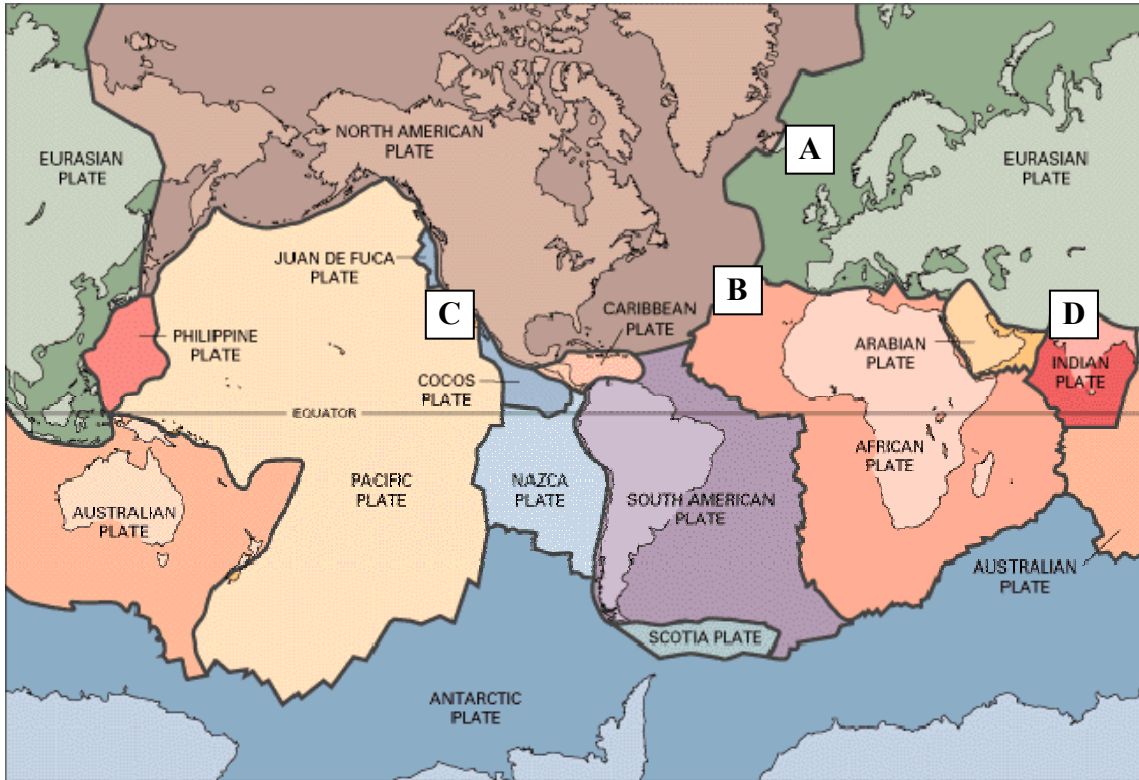 NORTH AMERICAN
PLATE
A
EURASIAN
PLATE
EURASIAN
PLATE
JUAN DE FUCA
PLATE
B
C
CARIBBEAN
PLATE
D
PHILIPPINE
PLATE
ARABIAN
PLATE
INDIAN
PLATE
COCOS
PLATE
EQUATOR
AFRICAN
PLATE
PACIFIC
PLATE
NAZCA
PLATE
SOUTH AMERICAN
PLATE
AUSTRALIAN
PLATE
AUSTRALIAN
PLATE
SCOTIA PLATE
ANTARCTIC
PLATE